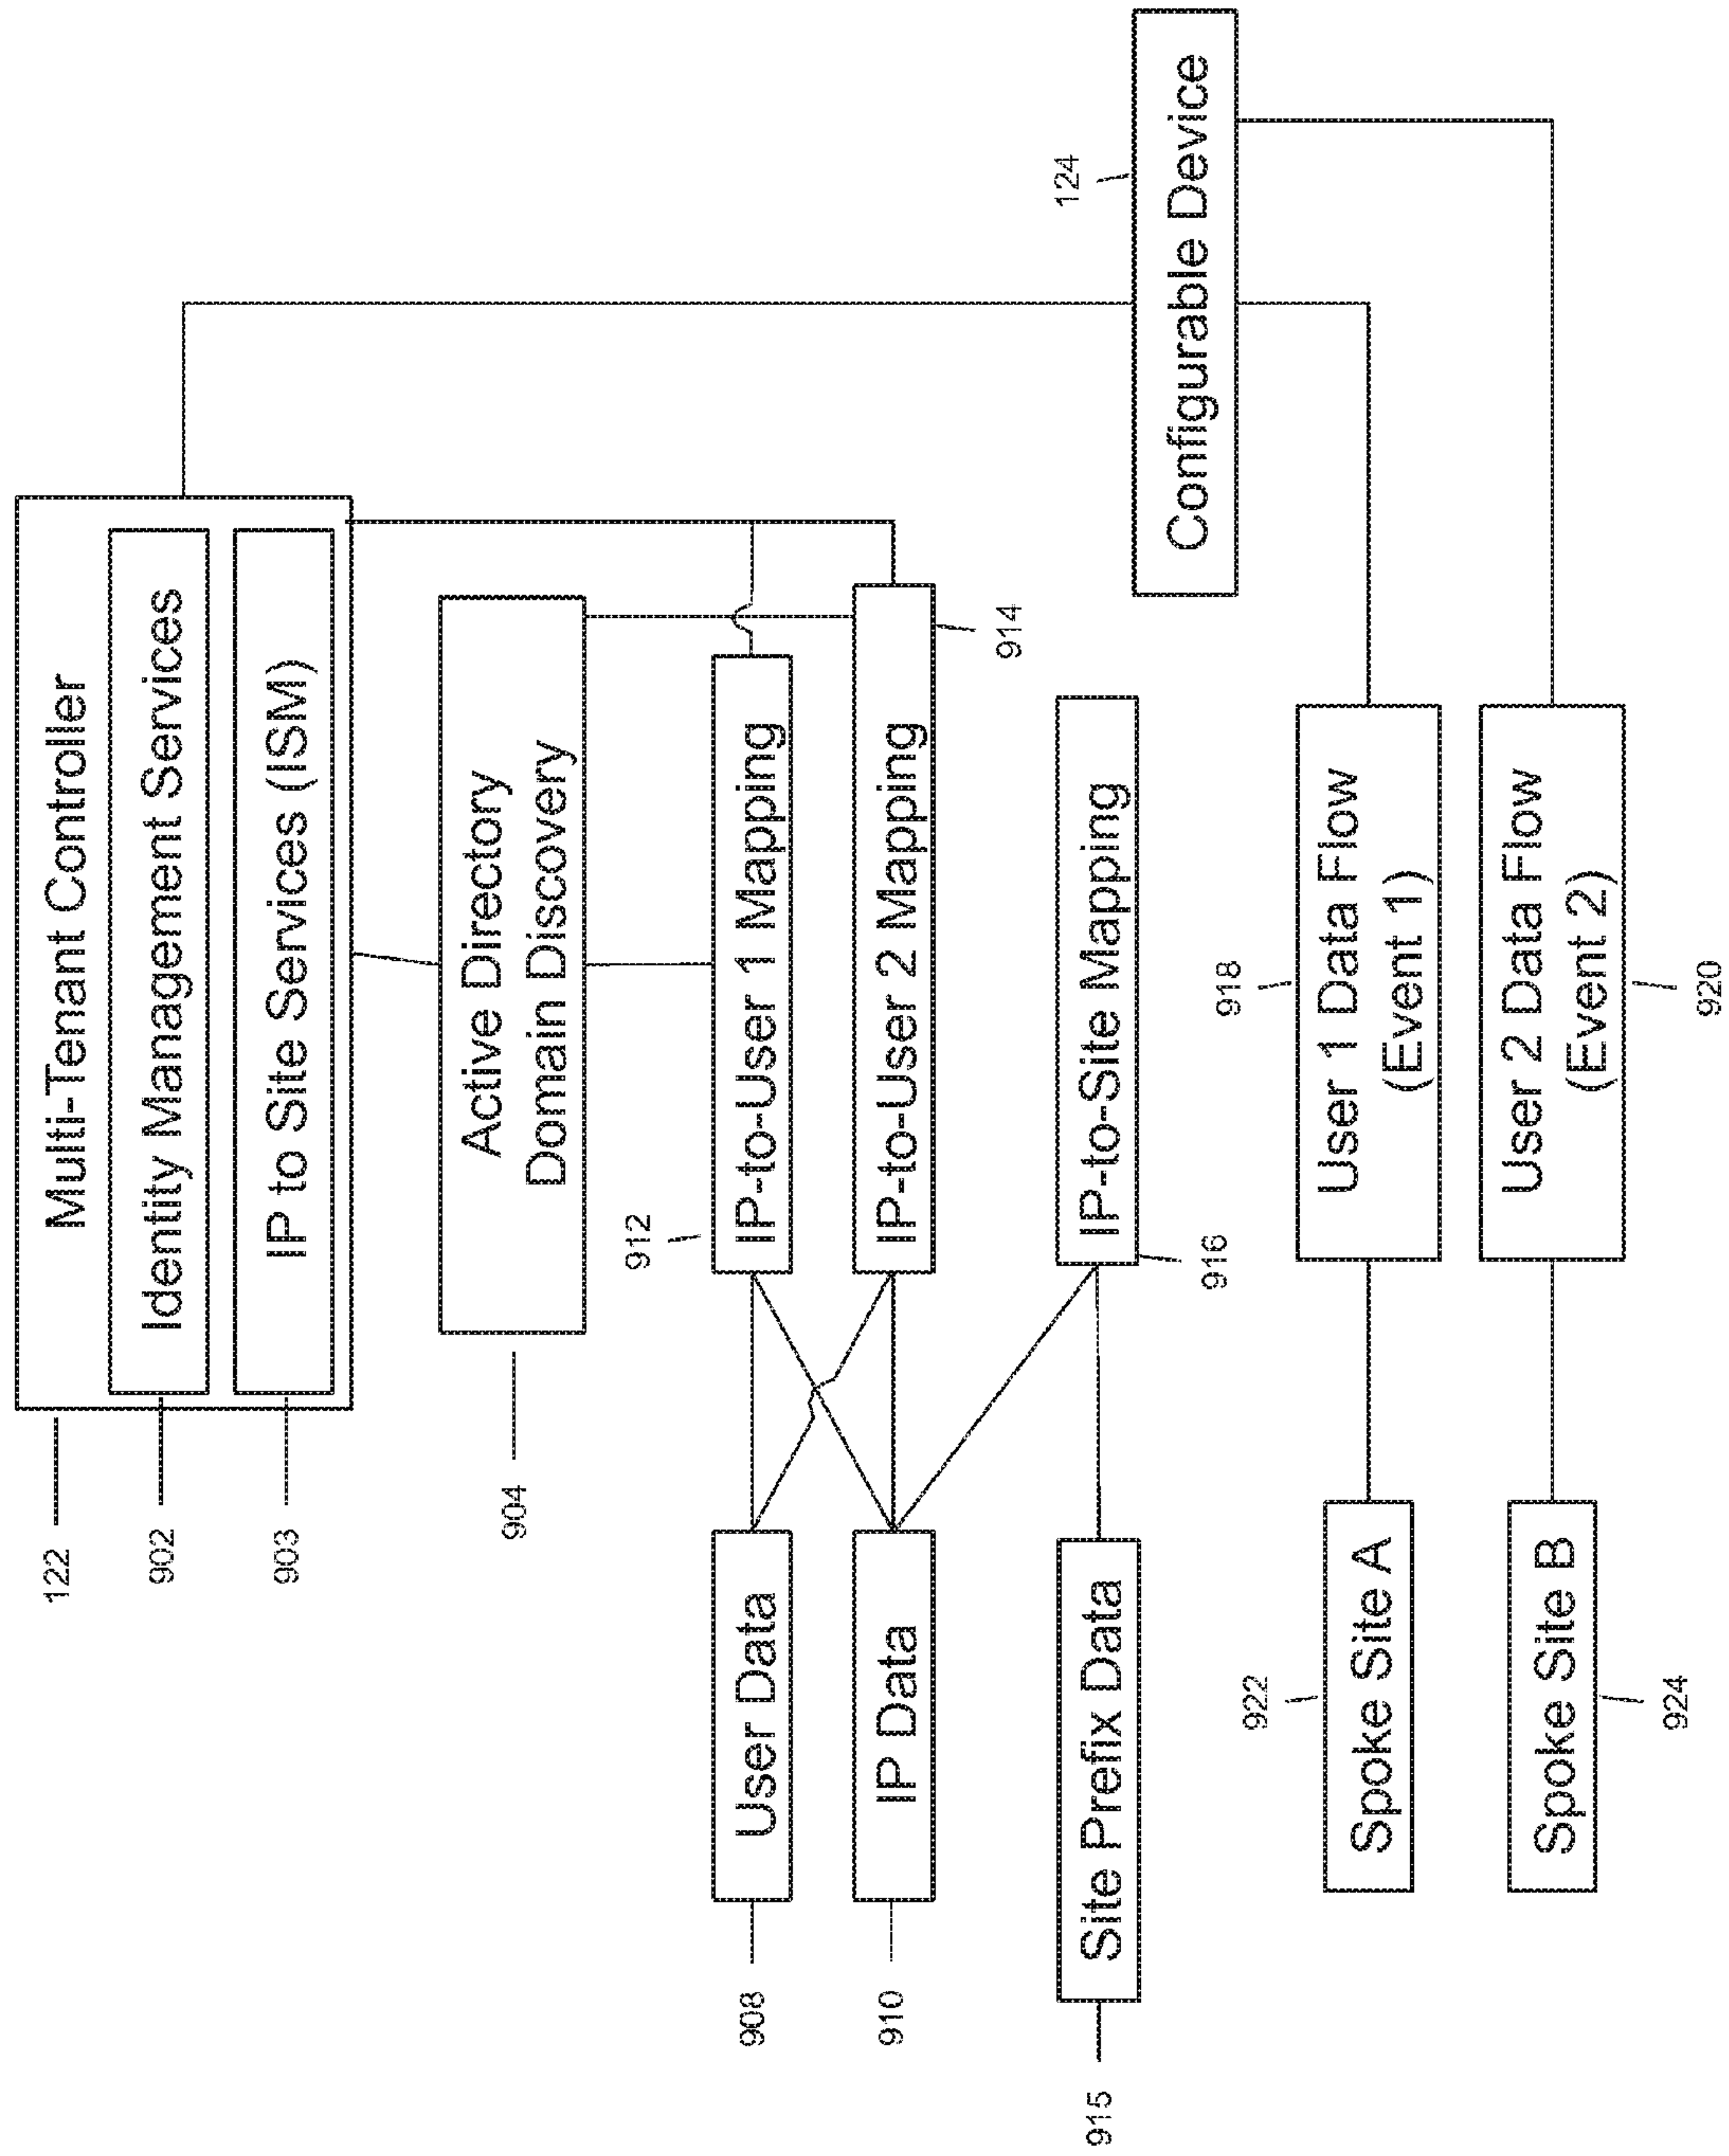 122
Multi-Tenant Controller
902
Identity Management Services
903
IP to Site Services (ISM)
904
Active Directory
Domain Discovery
908
User Data
912
IP-to-User 1 Mapping
910
IP Data
IP-to-User 2 Mapping
914
915
Site Prefix Data
IP-to-Site Mapping
916
124
Configurable Device
922
Spoke Site A
918
User 1 Data Flow
(Event 1)
Spoke Site B
924
User 2 Data Flow
(Event 2)
920